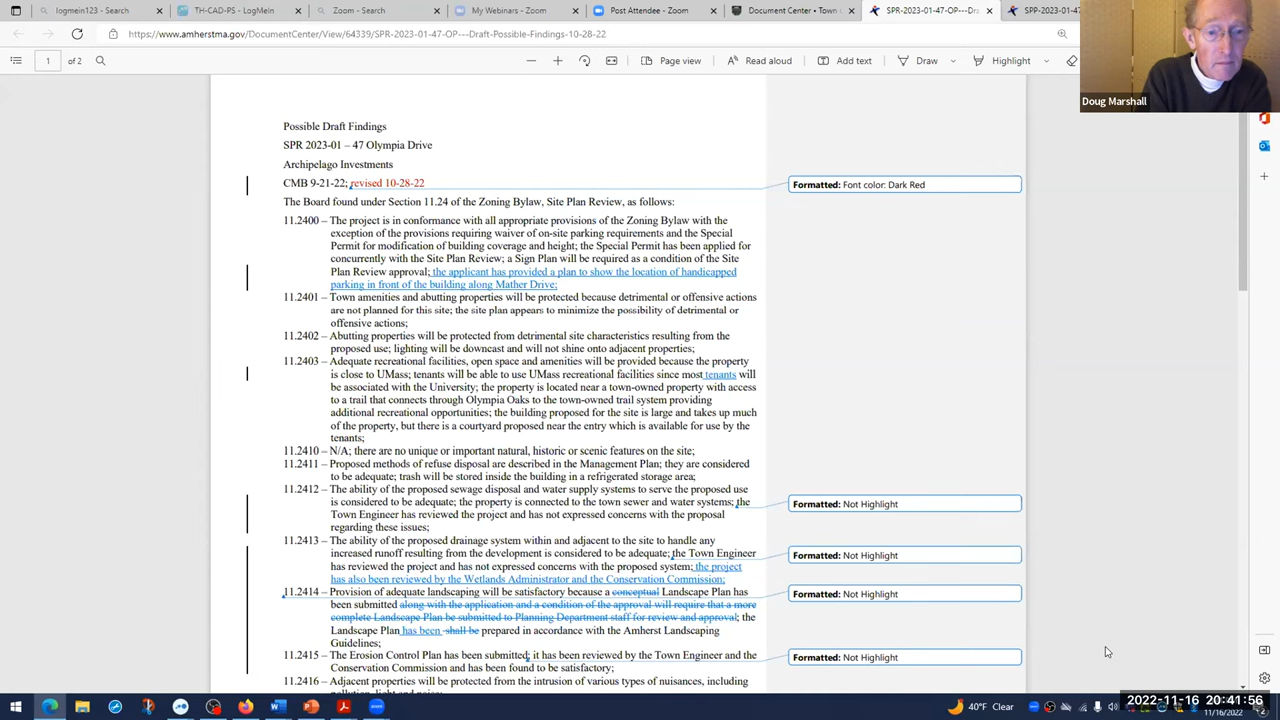 logmein123 - Search
TH-CAD-PS - LogMein
Zoom - Search
My Webinars - Zoom
Post Attendee - Zoom
Document Center • Town
SPR-2023-01-47-OP---Dra
SPP-2023-01-47
https://www.amherstma.gov/DocumentCenter/View/64339/SPR-2023-01-47-OP---Draft-Possible-Findings-10-28-22
1 of 2
Page view
Read aloud
Add text
Draw
Highlight
Doug Marshall
Possible Draft Findings
SPR 2023-01 – 47 Olympia Drive
Archipelago Investments
CMB 9-21-22; revised 10-28-22
Formatted: Font color: Dark Red
The Board found under Section 11.24 of the Zoning Bylaw, Site Plan Review, as follows:
11.2400 – The project is in conformance with all appropriate provisions of the Zoning Bylaw with the
exception of the provisions requiring waiver of on-site parking requirements and the Special
Permit for modification of building coverage and height; the Special Permit has been applied for
concurrently with the Site Plan Review; a Sign Plan will be required as a condition of the Site
Plan Review approval; the applicant has provided a plan to show the location of handicapped
parking in front of the building along Mather Drive;
11.2401 – Town amenities and abutting properties will be protected because detrimental or offensive actions
are not planned for this site; the site plan appears to minimize the possibility of detrimental or
offensive actions;
11.2402 – Abutting properties will be protected from detrimental site characteristics resulting from the
proposed use; lighting will be downcast and will not shine onto adjacent properties;
11.2403 – Adequate recreational facilities, open space and amenities will be provided because the property
is close to UMass; tenants will be able to use UMass recreational facilities since most tenants will
be associated with the University; the property is located near a town-owned property with access
to a trail that connects through Olympia Oaks to the town-owned trail system providing
additional recreational opportunities; the building proposed for the site is large and takes up much
of the property, but there is a courtyard proposed near the entry which is available for use by the
tenants;
11.2410 – N/A; there are no unique or important natural, historic or scenic features on the site;
11.2411 – Proposed methods of refuse disposal are described in the Management Plan; they are considered
to be adequate; trash will be stored inside the building in a refrigerated storage area;
11.2412 – The ability of the proposed sewage disposal and water supply systems to serve the proposed use
is considered to be adequate; the property is connected to the town sewer and water systems; the
Formatted: Not Highlight
Town Engineer has reviewed the project and has not expressed concerns with the proposal
regarding these issues;
11.2413 – The ability of the proposed drainage system within and adjacent to the site to handle any
increased runoff resulting from the development is considered to be adequate; the Town Engineer
Formatted: Not Highlight
has reviewed the project and has not expressed concerns with the proposed system; the project
has also been reviewed by the Wetlands Administrator and the Conservation Commission;
11.2414 – Provision of adequate landscaping will be satisfactory because a conceptual Landscape Plan has
Formatted: Not Highlight
been submitted along with the application and a condition of the approval will require that a more
complete Landscape Plan be submitted to Planning Department staff for review and approval; the
Landscape Plan has been shall be prepared in accordance with the Amherst Landscaping
Guidelines;
11.2415 – The Erosion Control Plan has been submitted; it has been reviewed by the Town Engineer and the
Formatted: Not Highlight
Conservation Commission and has been found to be satisfactory;
11.2416 – Adjacent properties will be protected from the intrusion of various types of nuisances, including
pollution, light and noise;
40°F Clear
2022-11-16 20:41:56
11/16/2022